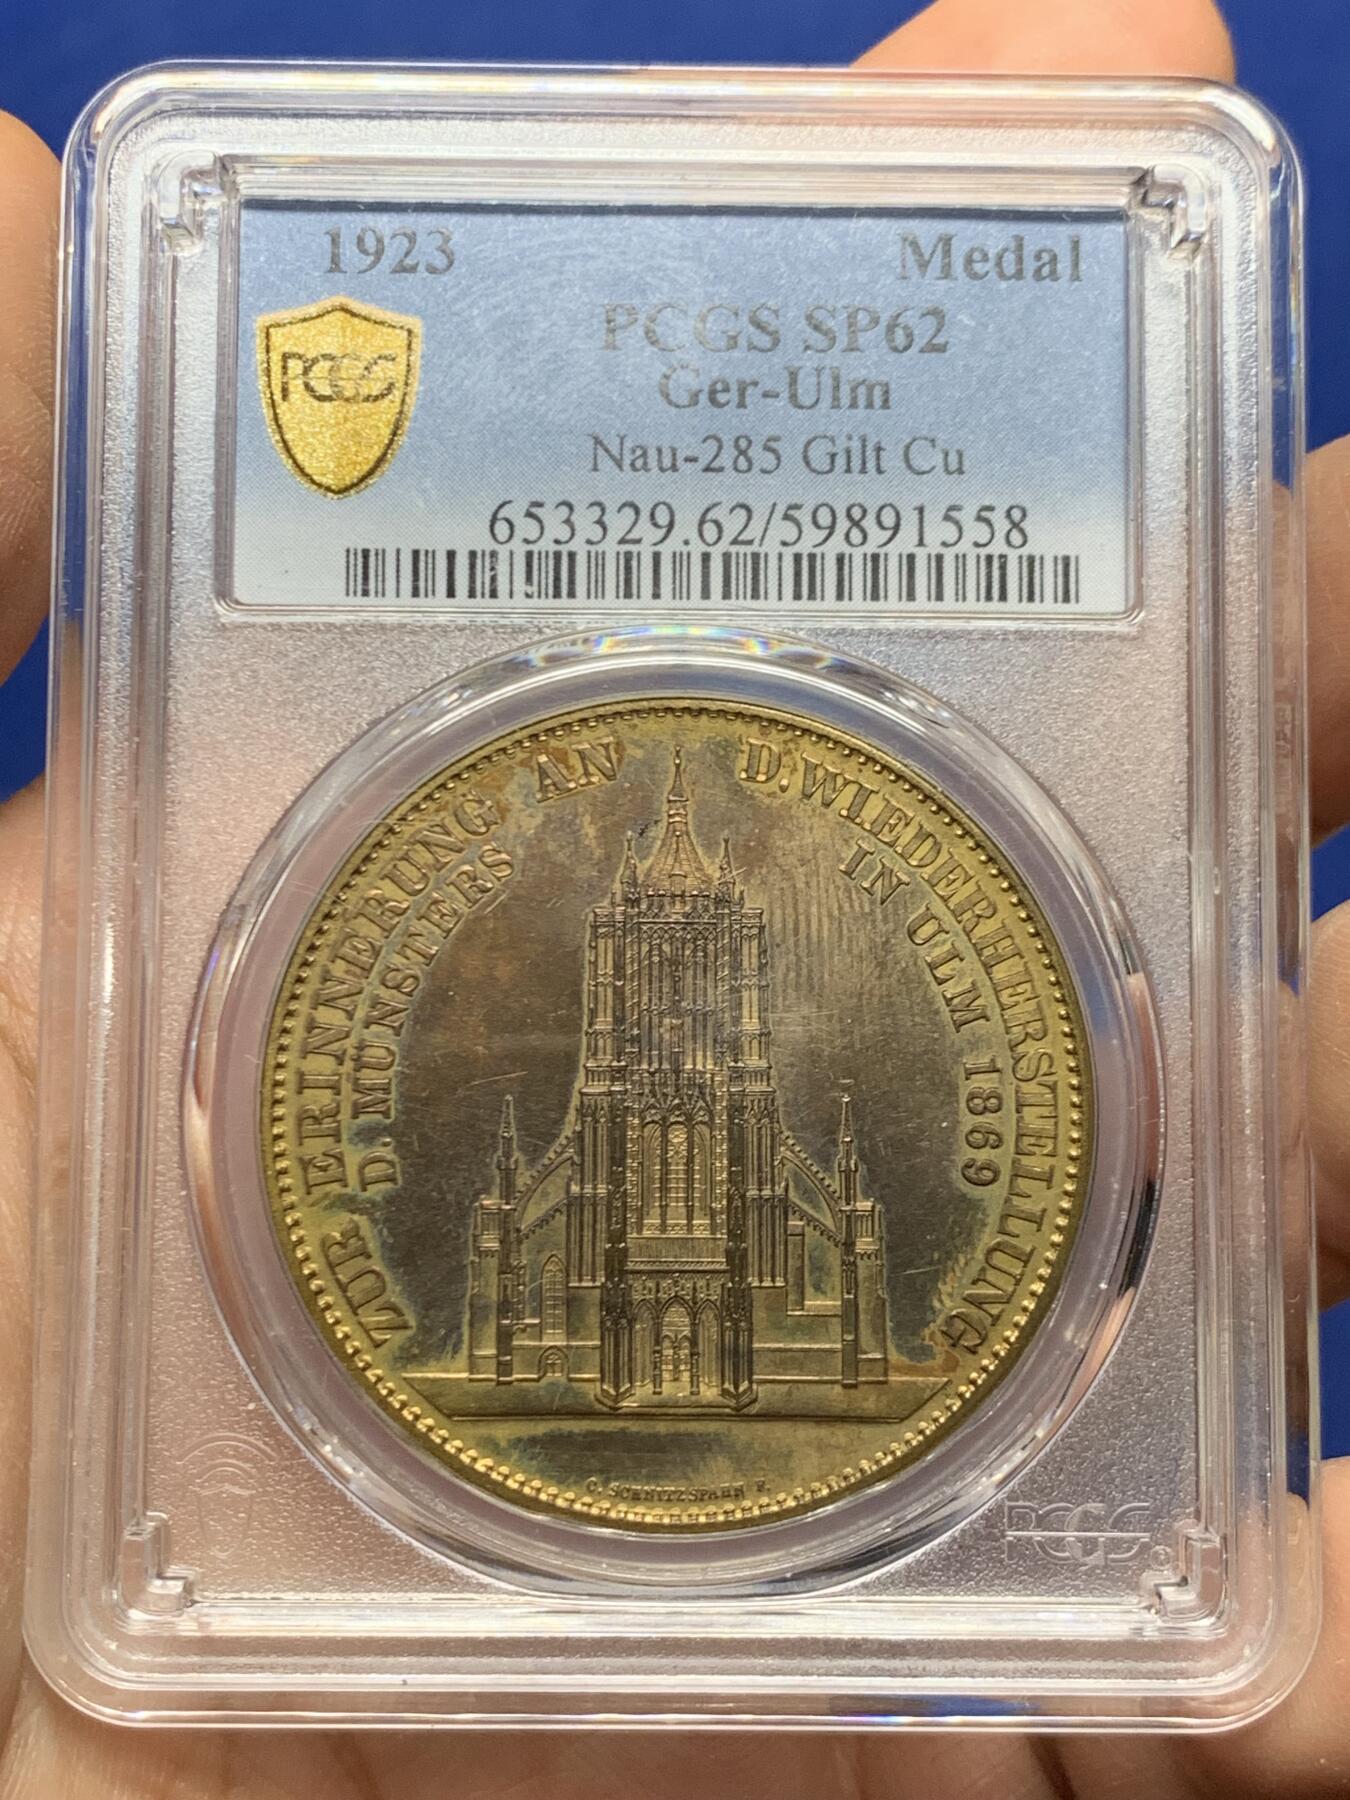 1923 Medal
PCGS
PCGS SP62
Ger-Ulm
Nau-285 Gilt Cu
653329.62/59891558
ZUR ERINNERUNG AN D. WIEDERHERSTELLUNG
D. MÜNSTERS IN ULM 1869
C. SCHNITZSPAHN F.
PCGS